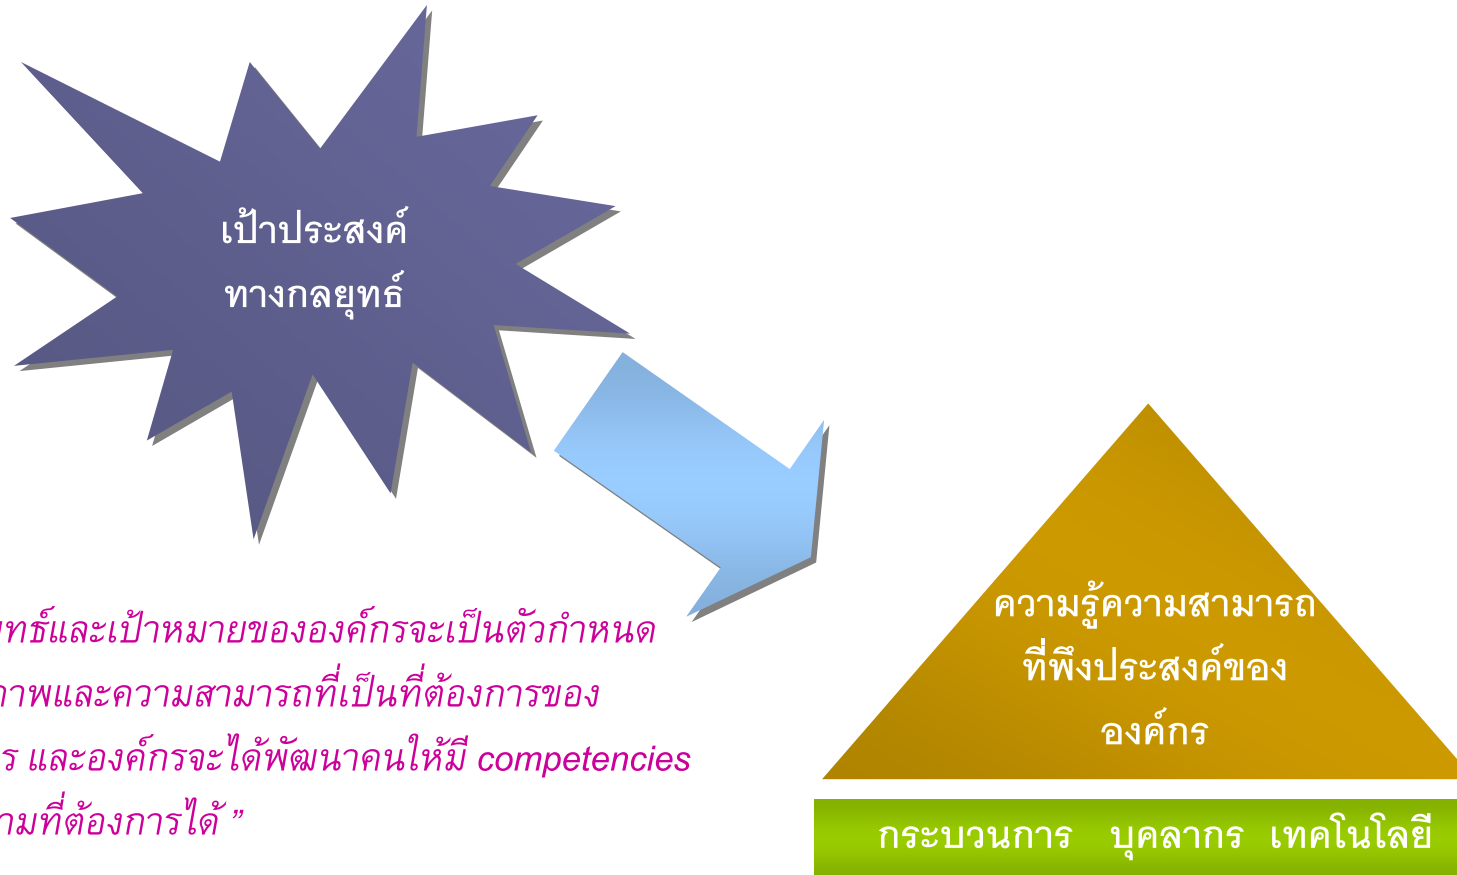 เป้าประสงค์
ทางกลยุทธ์
และเป้าหมายขององค์กรจะเป็นตัวกำหนด
และความสามารถที่เป็นที่ต้องการของ
และองค์กรจะได้พัฒนาคนให้มี competencies
ที่ต้องการได้ ”
ความรู้ความสามารถ
ที่พึงประสงค์ของ
องค์กร
กระบวนการ บุคลากร เทคโนโลยี